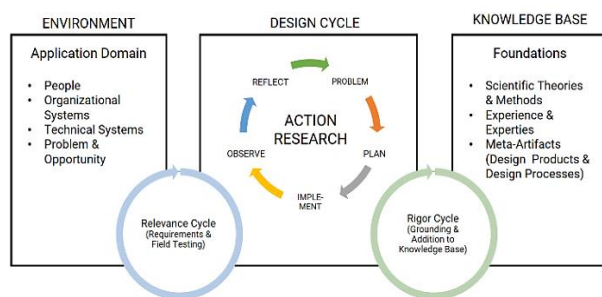 ENVIRONMENT
Application Domain
• People
• Organizational
Systems
• Technical Systems
• Problem &
Opportunity
Relevance Cycle
(Requirements &
Field Testing)
DESIGN CYCLE
REFLECT
PROBLEM
ACTION
RESEARCH
OBSERVE
PLAN
IMPLE-
MENT
KNOWLEDGE BASE
Foundations
• Scientific Theories
& Methods
• Experience &
Experties
• Meta-Artifacts
(Design Products &
Design Processes)
Rigor Cycle
(Grounding &
Addition to
Knowledge Base)